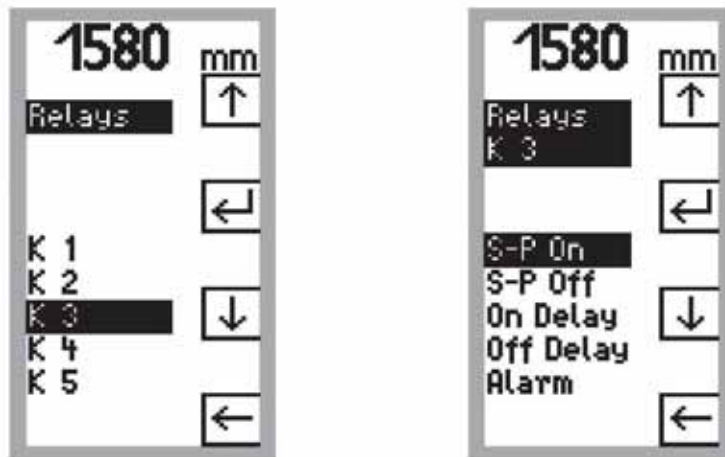 1580 mm
Relays
K 1
K 2
K 3
K 4
K 5
1580 mm
Relays
K 3
S-P On
S-P Off
On Delay
Off Delay
Alarm